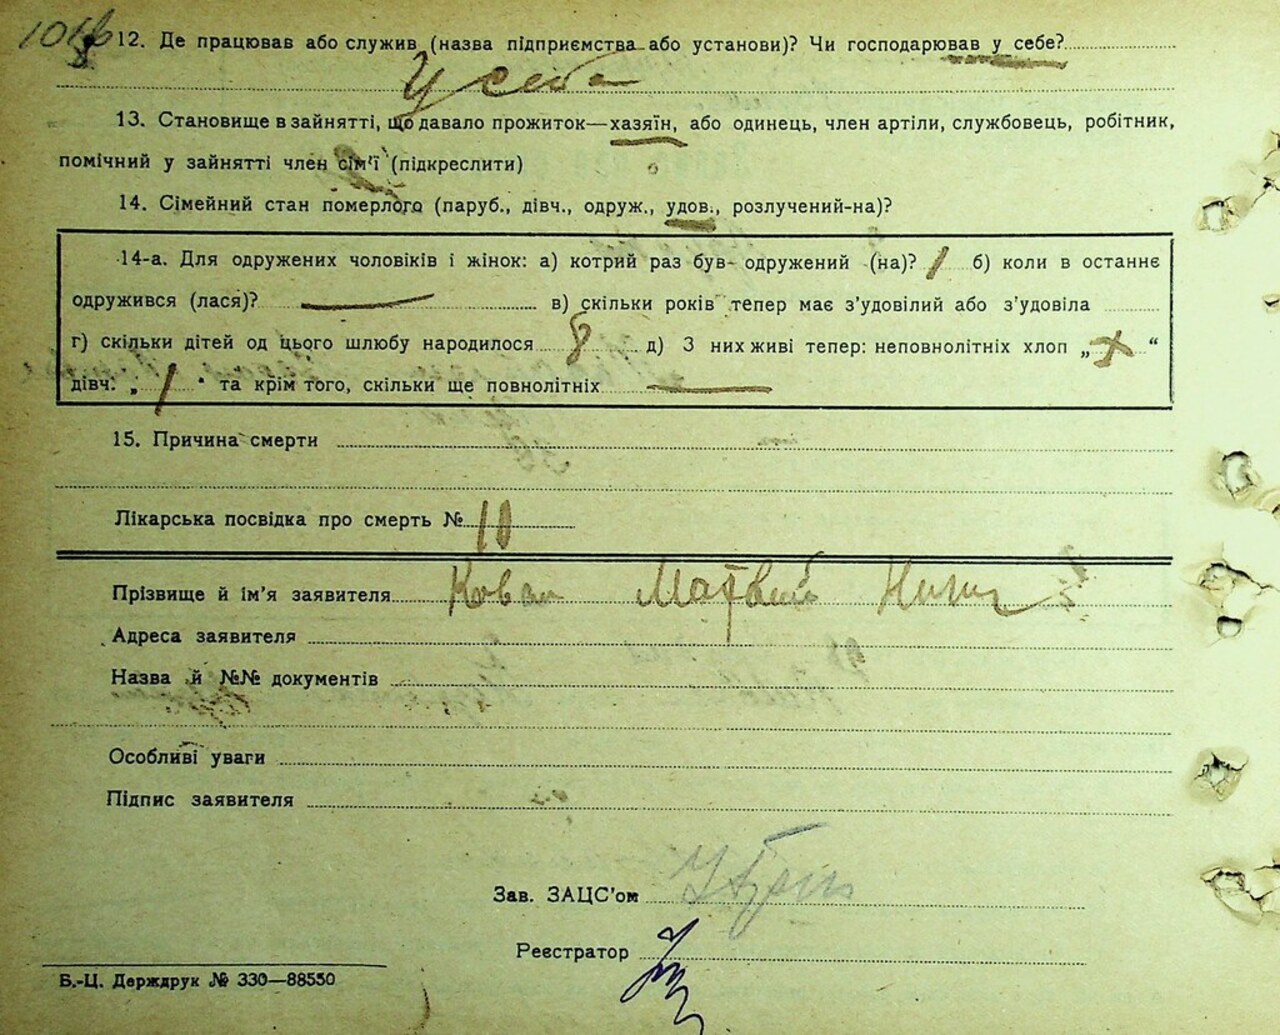 12. Де працював або служив (назва підприємства або установи)? Чи господарював у себе?
У себе
13. Становище в зайнятті, що давало прожиток—хазяїн, або одинець, член артілі, службовець, робітник,
помічний у зайнятті член сім'ї (підкреслити)
14. Сімейний стан померлого (паруб., дівч., одруж., удов., розлучений-на)?
14-а. Для одружених чоловіків і жінок: а) котрий раз був одружений (на)? 1 б) коли в останнє
одружився (лася)? — в) скільки років тепер має з'удовілий або з'удовіла
г) скільки дітей од цього шлюбу народилося 8 д) З них живі тепер: неповнолітніх хлоп „ “
дівч. „ 1 “ та крім того, скільки ще повнолітніх —
15. Причина смерти
Лікарська посвідка про смерть № 10
Прізвище й ім'я заявителя Ковал Матвий
Адреса заявителя
Назва й №№ документів
Особливі уваги
Підпис заявителя
Зав. ЗАЦС'ом
Реєстратор
Б.-Ц. Держдрук № 330—88550